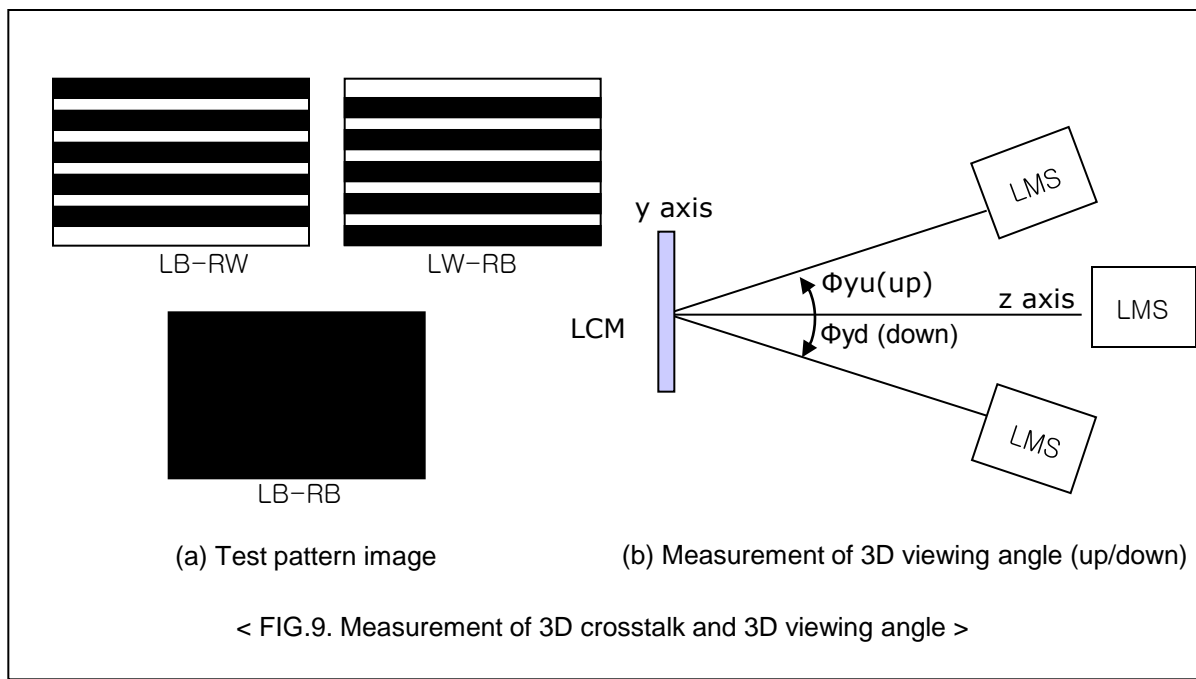 LB-RW
LW-RB
LB-RB
(a) Test pattern image
y axis
LCM
Φyu(up)
Φyd (down)
z axis
LMS
LMS
LMS
(b) Measurement of 3D viewing angle (up/down)
< FIG.9. Measurement of 3D crosstalk and 3D viewing angle >